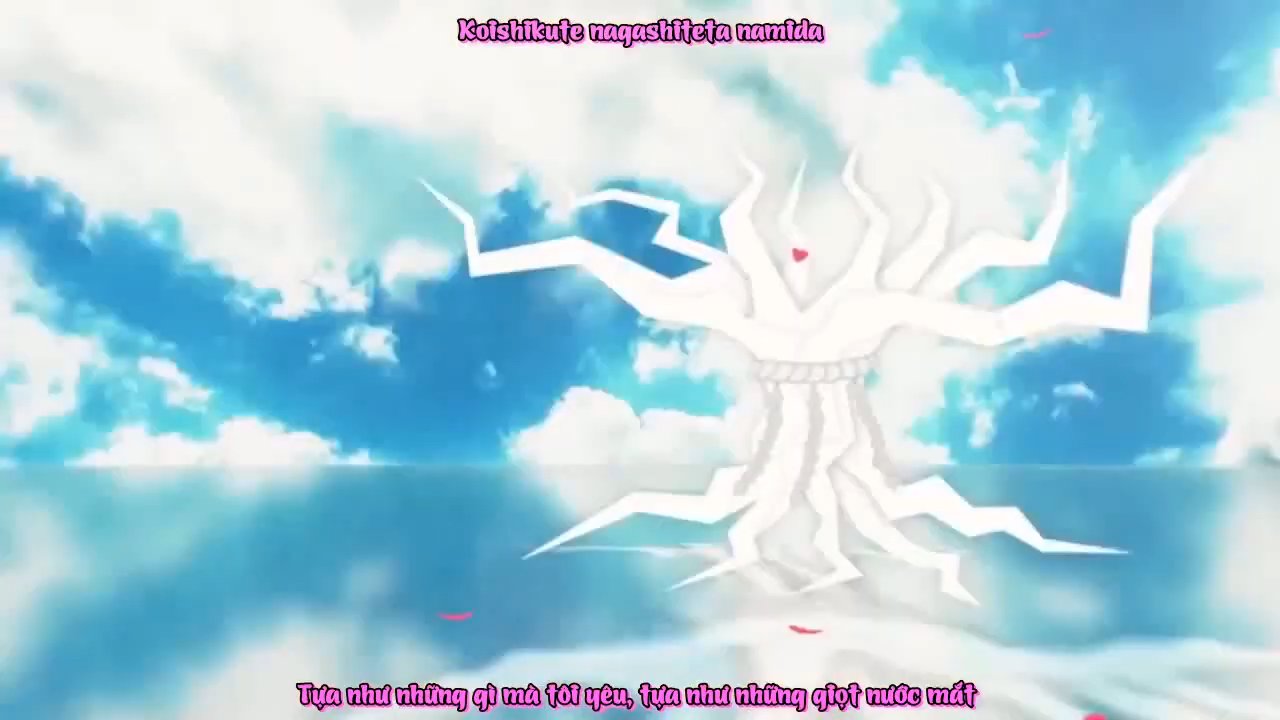 Koishikute nagashiteta namida
Tựa như những gì mà tôi yêu, tựa như những giọt nước mắt